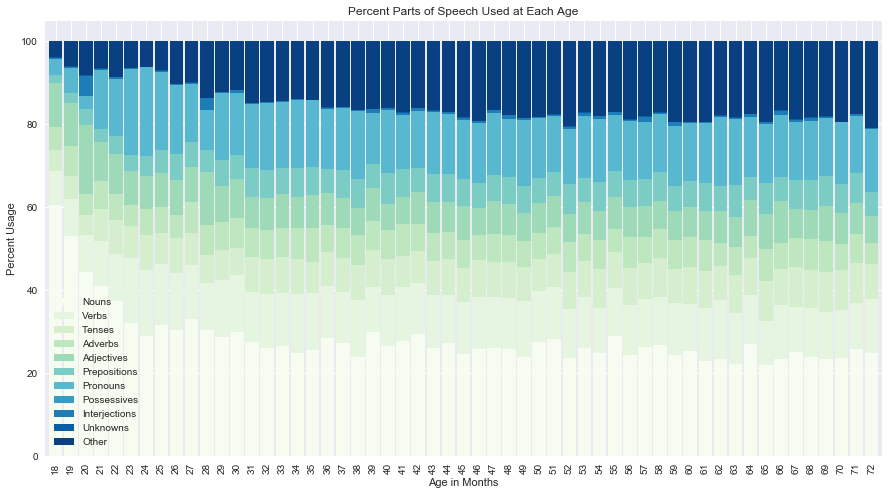 Percent Parts of Speech Used at Each Age
Percent Usage
100
80
60
40
20
0
Nouns
Verbs
Tenses
Adverbs
Adjectives
Prepositions
Pronouns
Possessives
Interjections
Unknowns
Other
18 19 20 21 22 23 24 25 26 27 28 29 30 31 32 33 34 35 36 37 38 39 40 41 42 43 44 45 46 47 48 49 50 51 52 53 54 55 56 57 58 59 60 61 62 63 64 65 66 67 68 69 70 71 72
Age in Months